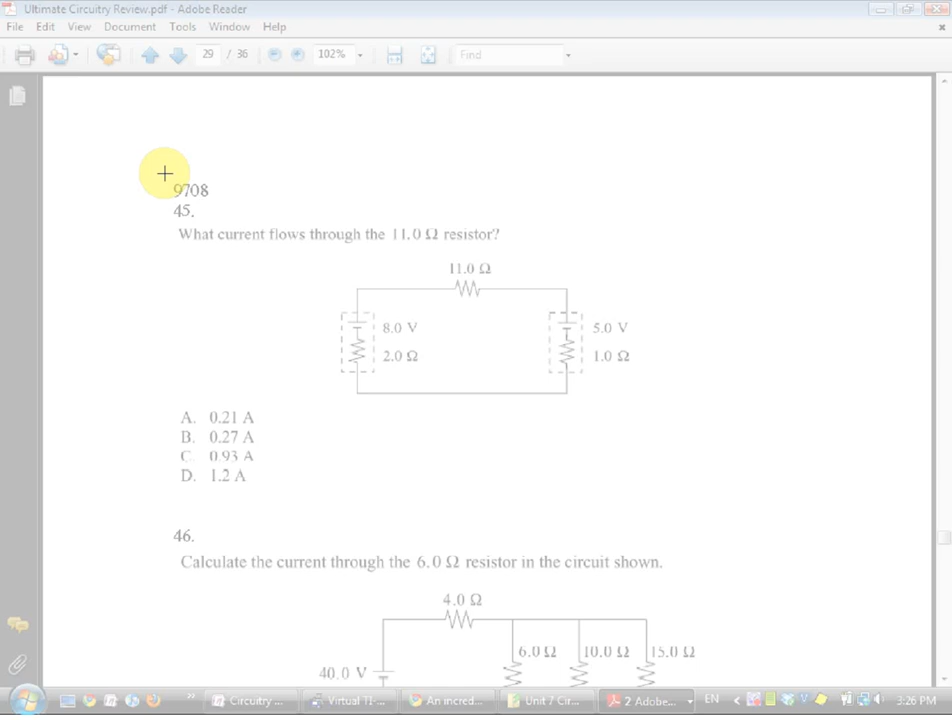 Ultimate Circuitry Review.pdf - Adobe Reader
File Edit View Document Tools Window Help
29 / 36 102% Find
9708
45.
What current flows through the 11.0 Ω resistor?
11.0 Ω
8.0 V 5.0 V
2.0 Ω 1.0 Ω
A. 0.21 A
B. 0.27 A
C. 0.93 A
D. 1.2 A
46.
Calculate the current through the 6.0 Ω resistor in the circuit shown.
4.0 Ω
6.0 Ω 10.0 Ω 15.0 Ω
40.0 V
Circuitry ... Virtual TI-... An incred... Unit 7 Cir... 2 Adobe... EN 3:26 PM